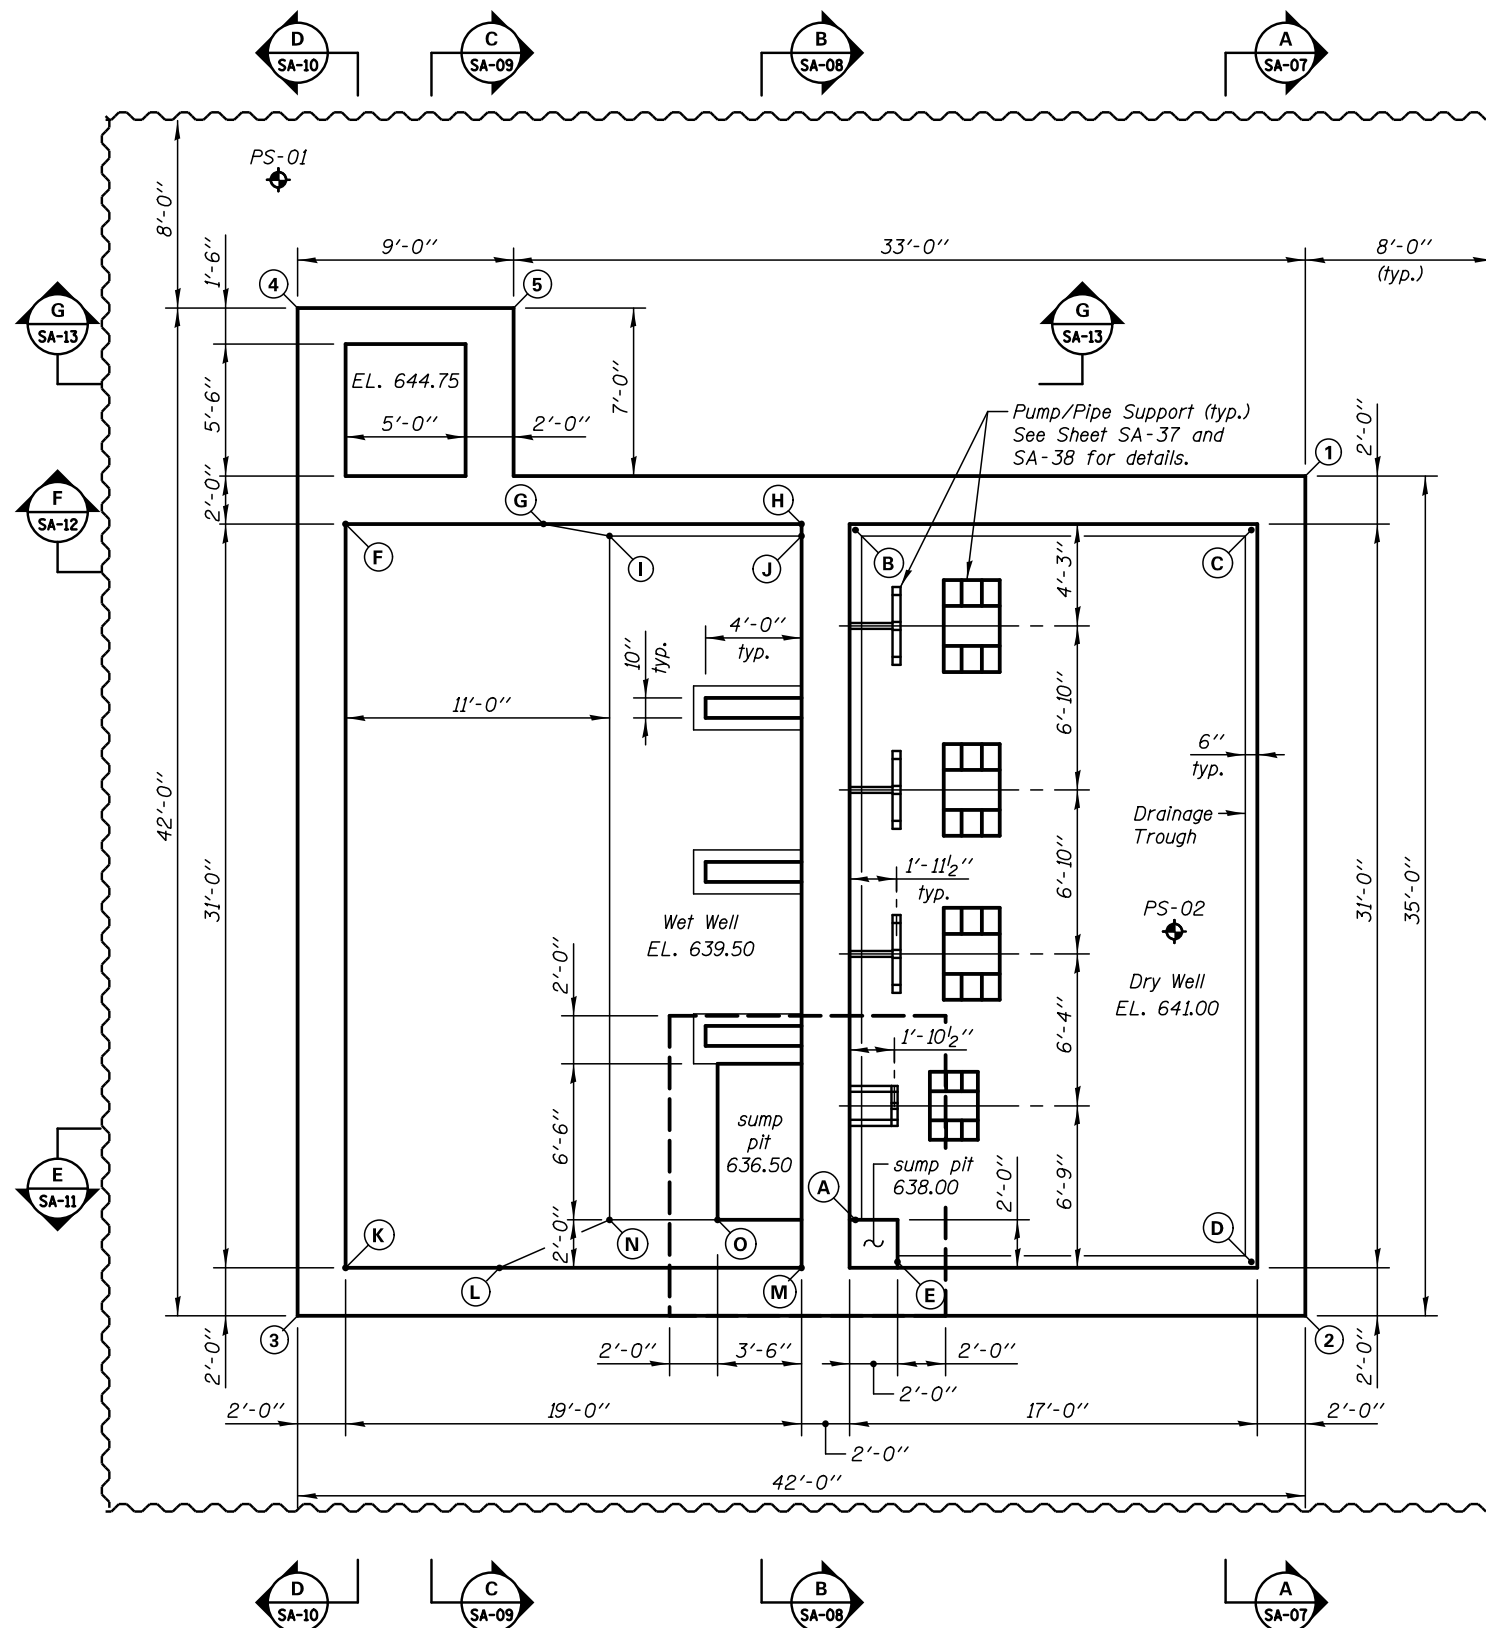 D
SA-10
C
SA-09
B
SA-08
A
SA-07
PS-01
8'-0"
1'-6"
9'-0"
33'-0"
8'-0"
(typ.)
4
5
G
SA-13
G
SA-13
EL. 644.75
5'-6"
5'-0"
2'-0"
7'-0"
Pump/Pipe Support (typ.)
See Sheet SA-37 and
SA-38 for details.
2'-0"
1
F
SA-12
2'-0"
G
H
F
I
J
B
C
4'-3"
10"
typ.
4'-0"
typ.
11'-0"
6'-10"
6"
typ.
42'-0"
31'-0"
Drainage
Trough
6'-10"
1'-11½"
typ.
31'-0"
35'-0"
Wet Well
EL. 639.50
PS-02
2'-0"
Dry Well
EL. 641.00
1'-10½"
6'-4"
E
SA-11
6'-6"
sump
pit
636.50
sump pit
638.00
A
2'-0"
6'-9"
K
2'-0"
N
O
D
L
M
E
3
2
2'-0"
2'-0"
3'-6"
2'-0"
2'-0"
2'-0"
2'-0"
19'-0"
17'-0"
2'-0"
2'-0"
42'-0"
D
SA-10
C
SA-09
B
SA-08
A
SA-07